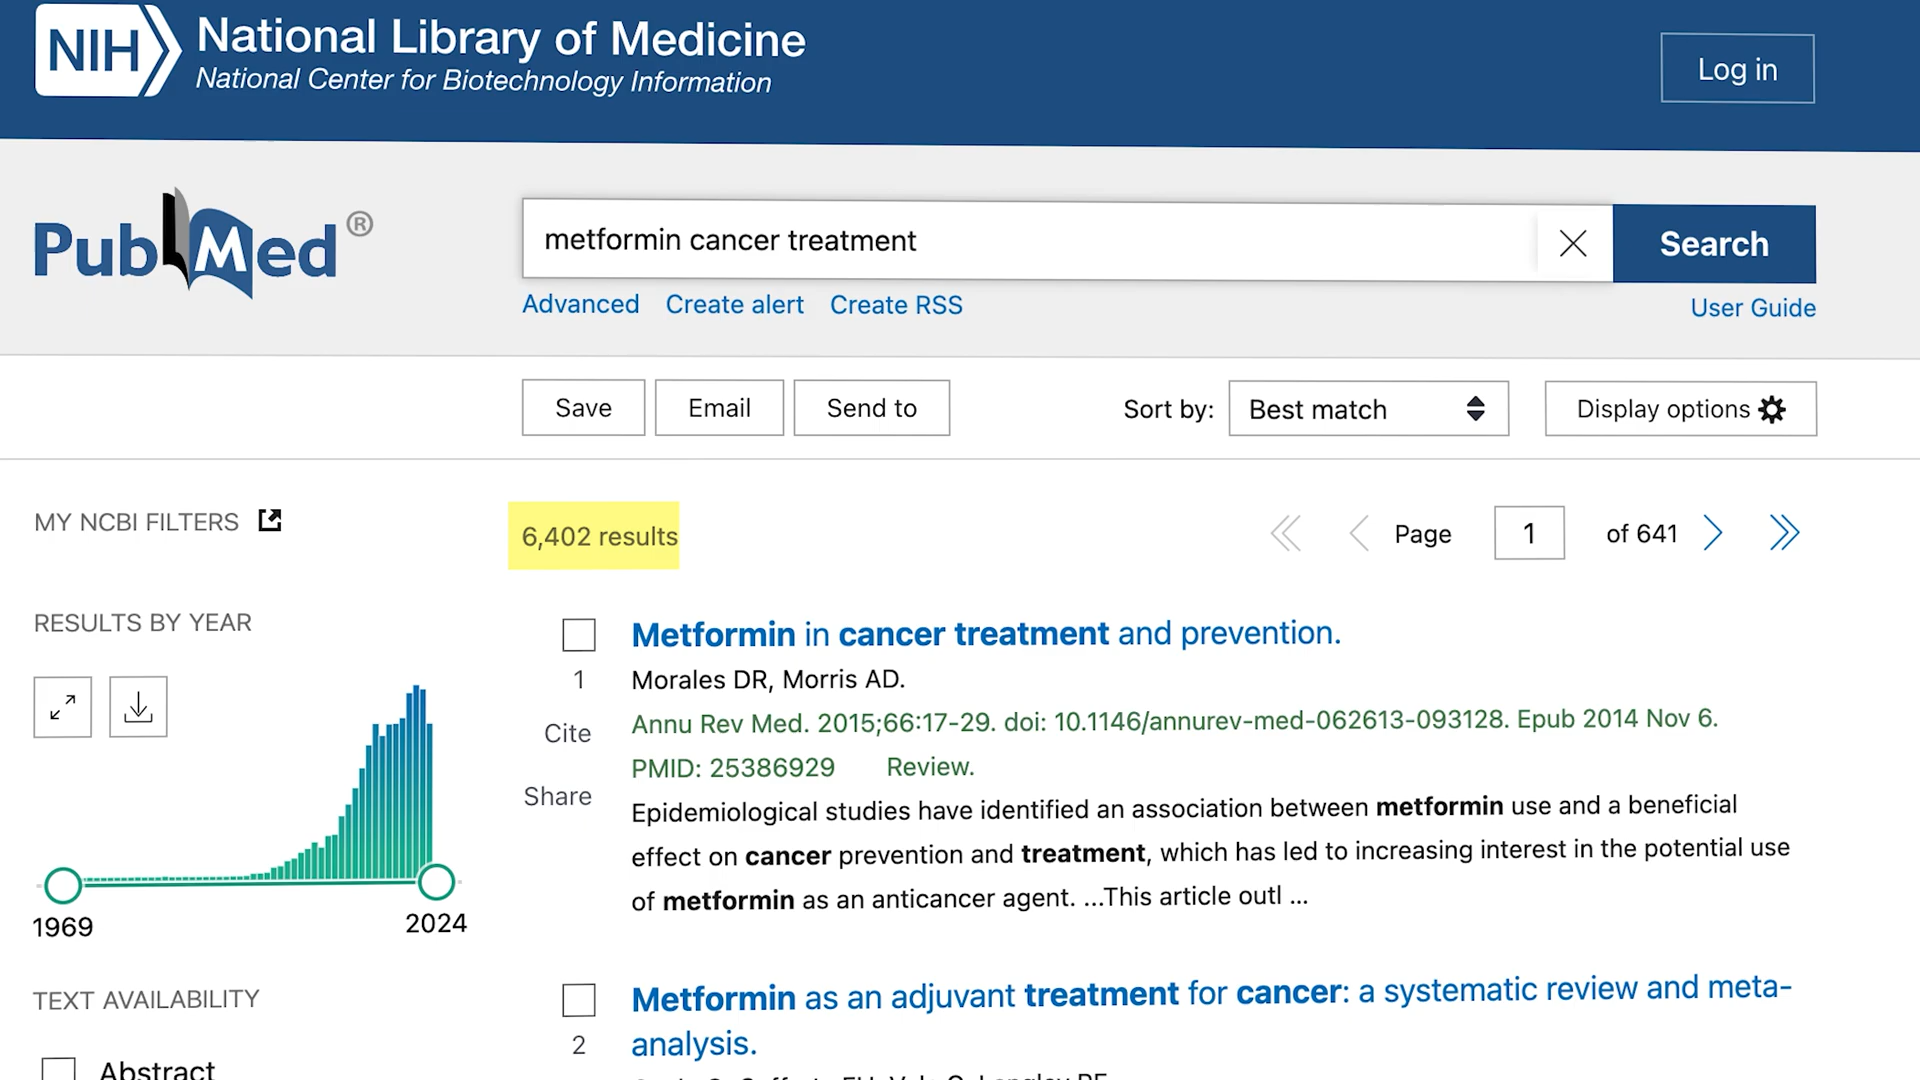 NIH National Library of Medicine
National Center for Biotechnology Information
Log in
PubMed®
metformin cancer treatment
Search
Advanced Create alert Create RSS
User Guide
Save Email Send to
Sort by: Best match
Display options
MY NCBI FILTERS
6,402 results
Page 1 of 641
RESULTS BY YEAR
1969
2024
TEXT AVAILABILITY
Abstract
Metformin in cancer treatment and prevention.
1
Morales DR, Morris AD.
Cite
Annu Rev Med. 2015;66:17-29. doi: 10.1146/annurev-med-062613-093128. Epub 2014 Nov 6.
PMID: 25386929 Review.
Share
Epidemiological studies have identified an association between metformin use and a beneficial
effect on cancer prevention and treatment, which has led to increasing interest in the potential use
of metformin as an anticancer agent. ...This article outl ...
Metformin as an adjuvant treatment for cancer: a systematic review and meta-
2
analysis.